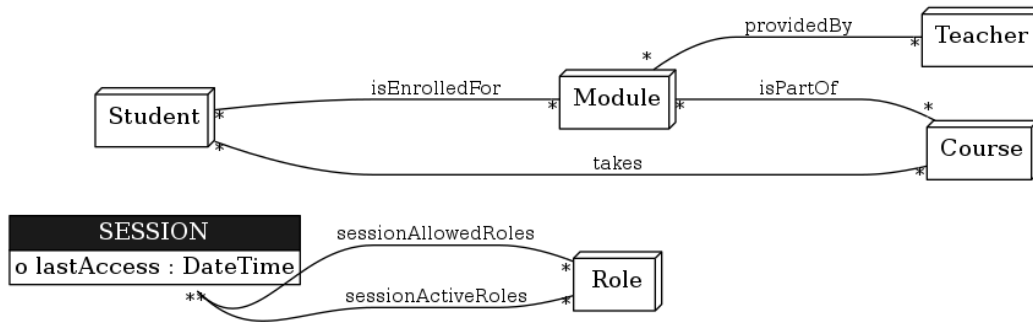 providedBy
Teacher
*
*
isEnrolledFor
Module
isPartOf
*
Student
*
*
*
Course
*
takes
*
SESSION
o lastAccess : DateTime
sessionAllowedRoles
*
Role
**
sessionActiveRoles
*